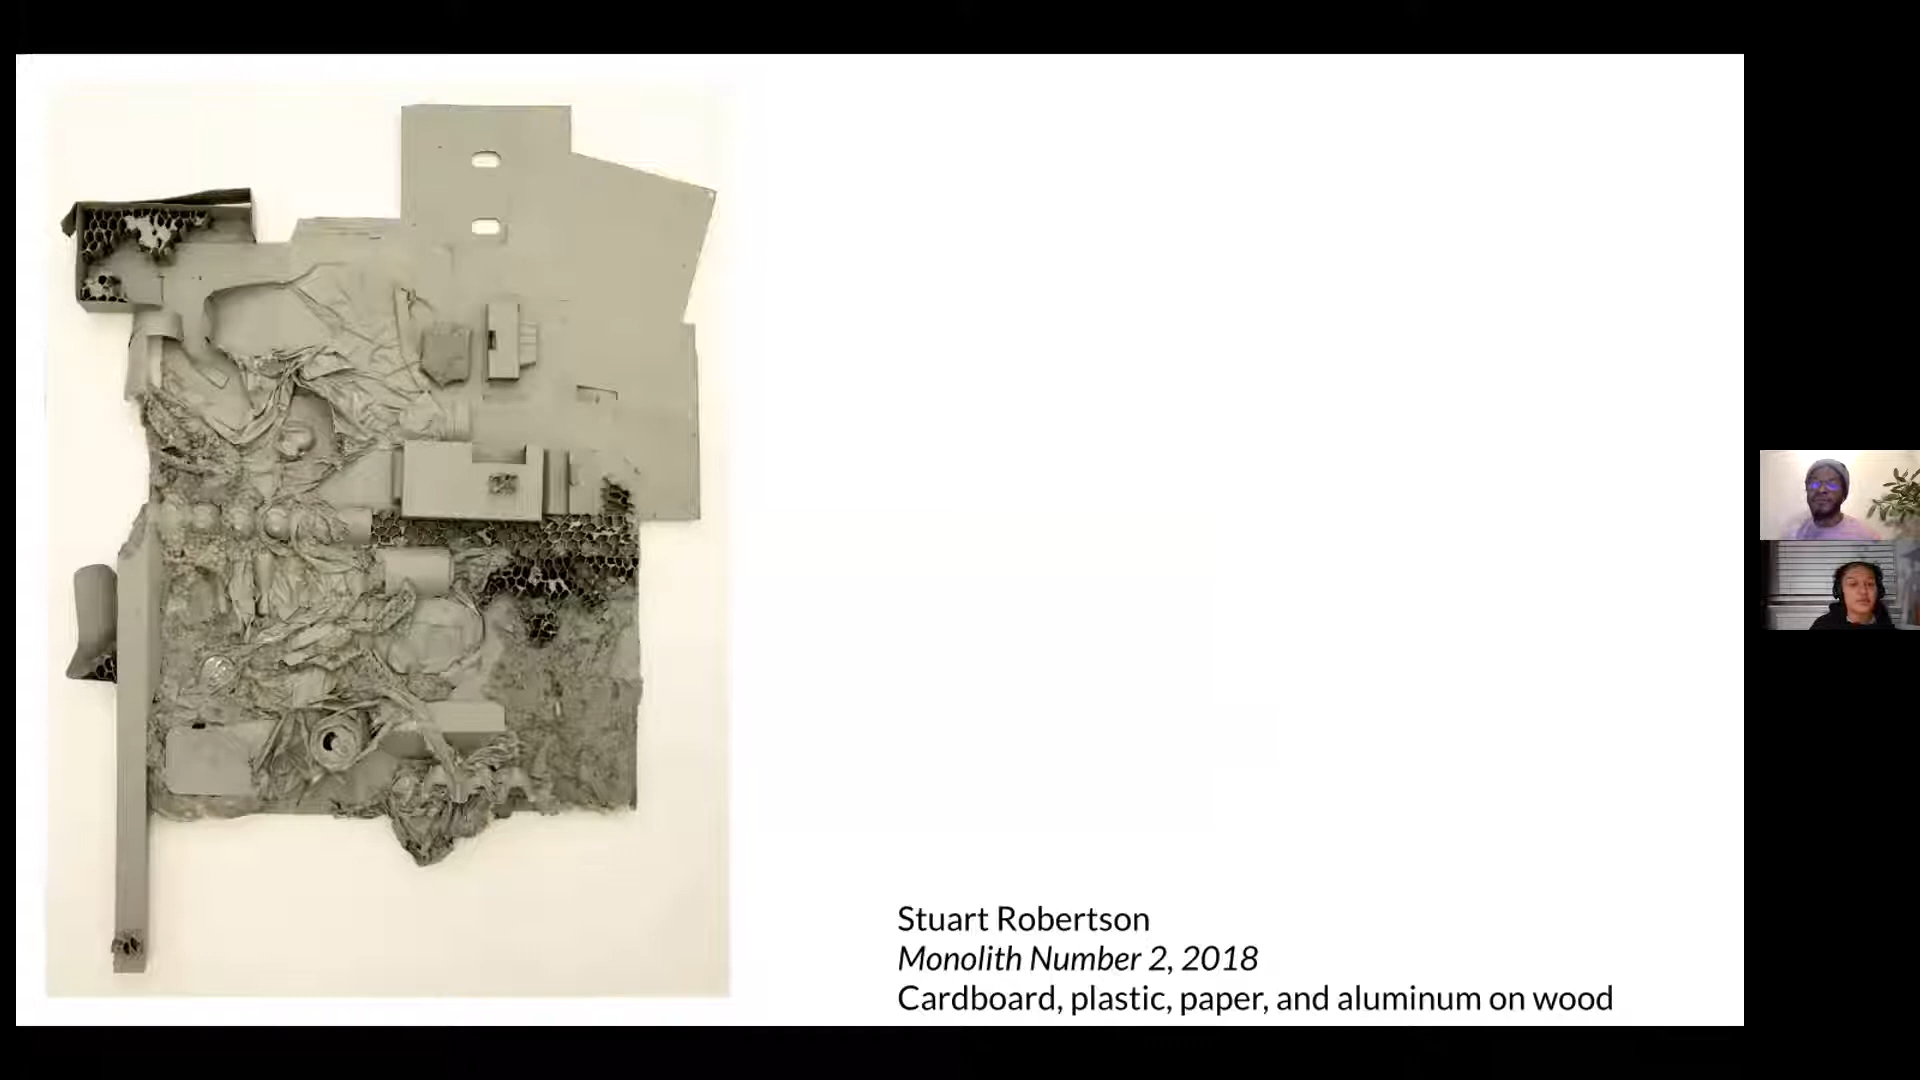 Stuart Robertson
Monolith Number 2, 2018
Cardboard, plastic, paper, and aluminum on wood